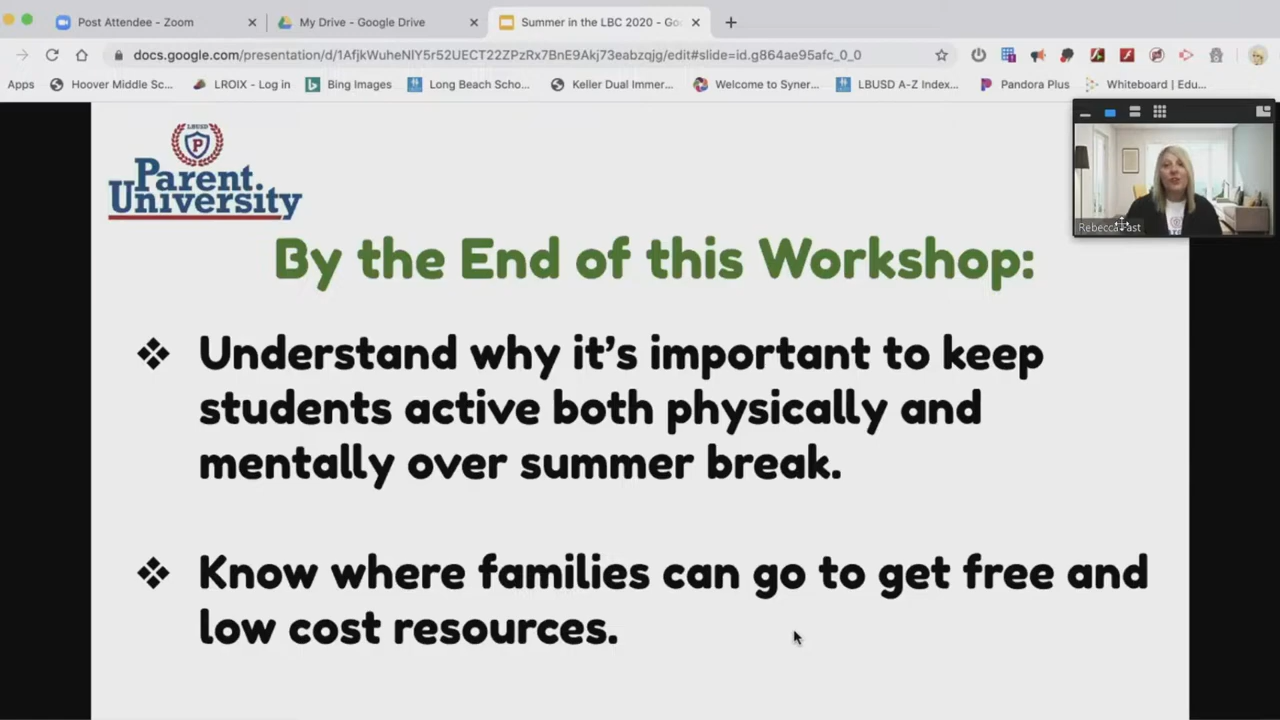 Post Attendee - Zoom
My Drive - Google Drive
Summer in the LBC 2020 - Goo
docs.google.com/presentation/d/1AfjkWuheNlY5r52UECT22ZPzRx7BnE9Akj73eabzqjg/edit#slide=id.g864ae95afc_0_0
Apps
Hoover Middle Sc...
LROIX - Log in
Bing Images
Long Beach Scho...
Keller Dual Immer...
Welcome to Syner...
LBUSD A-Z Index...
Pandora Plus
Whiteboard | Edu...
LBUSD
P
Parent.
University
Rebecca
By the End of this Workshop:
❖ Understand why it's important to keep
students active both physically and
mentally over summer break.
❖ Know where families can go to get free and
low cost resources.